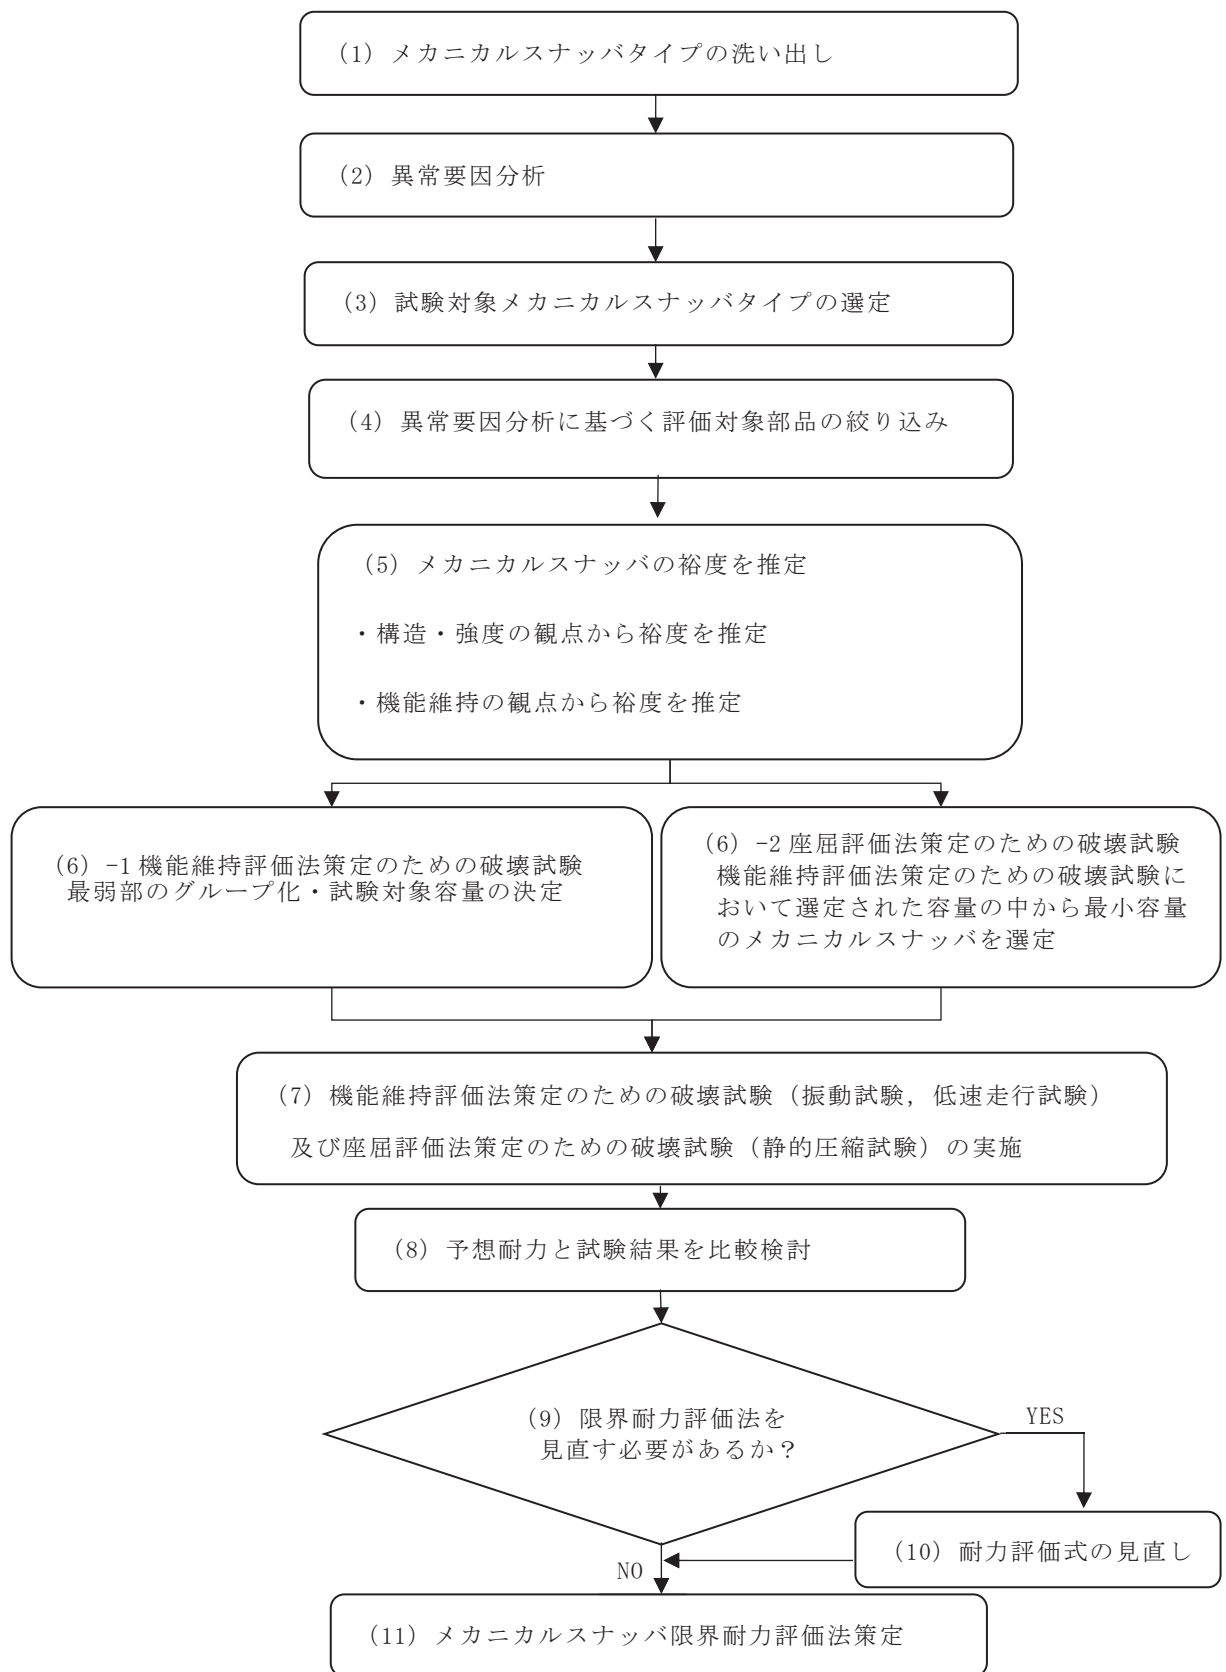 (1) メカニカルスナッバタイプの洗い出し
(2) 異常要因分析
(3) 試験対象メカニカルスナッバタイプの選定
(4) 異常要因分析に基づく評価対象部品の絞り込み
(5) メカニカルスナッバの裕度を推定
・構造・強度の観点から裕度を推定
・機能維持の観点から裕度を推定
(6) -1 機能維持評価法策定のための破壊試験
最弱部のグループ化・試験対象容量の決定
(6) -2 座屈評価法策定のための破壊試験
機能維持評価法策定のための破壊試験に
おいて選定された容量の中から最小容量
のメカニカルスナッバを選定
(7) 機能維持評価法策定のための破壊試験（振動試験，低速走行試験）
及び座屈評価法策定のための破壊試験（静的圧縮試験）の実施
(8) 予想耐力と試験結果を比較検討
(9) 限界耐力評価法を
見直す必要があるか？
YES
(10) 耐力評価式の見直し
NO
(11) メカニカルスナッバ限界耐力評価法策定